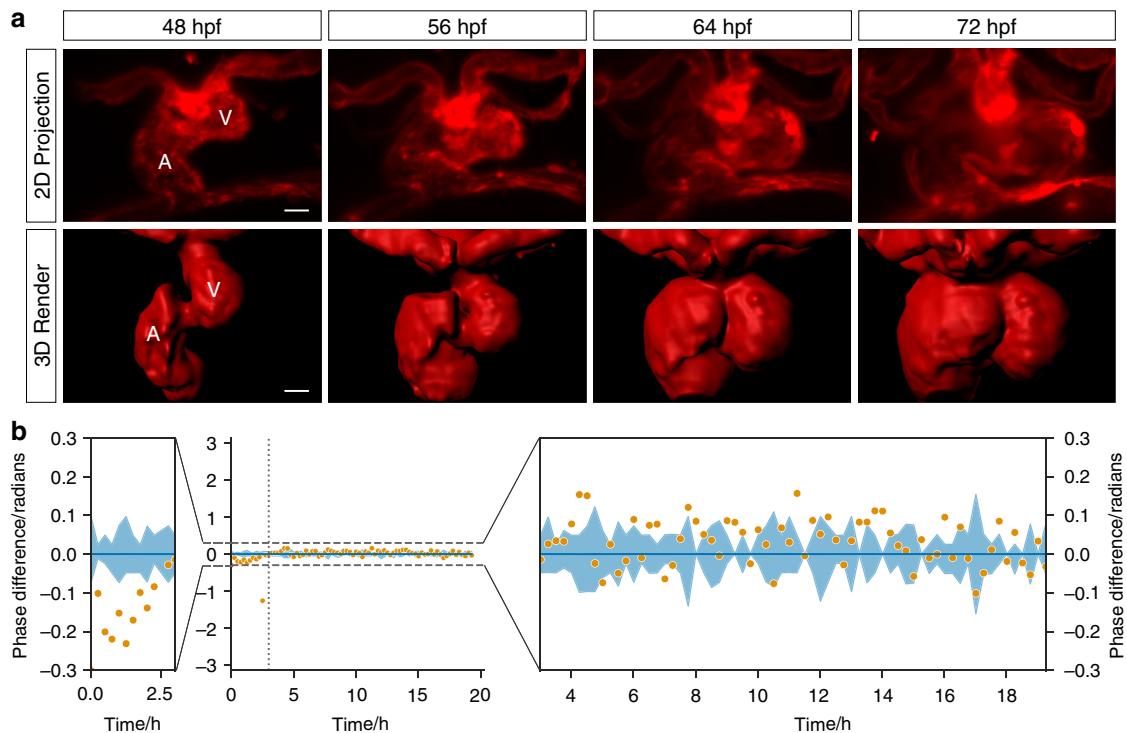 a
48 hpf 56 hpf 64 hpf 72 hpf
2D Projection
V
A
3D Render
V
A
b
Phase difference/radians
0.3
0.2
0.1
0.0
−0.1
−0.2
−0.3
0.0 2.5
Time/h
3
2
1
0
−1
−2
−3
0 5 10 15 20
Time/h
0.3
0.2
0.1
0.0
−0.1
−0.2
−0.3
4 6 8 10 12 14 16 18
Time/h
Phase difference/radians